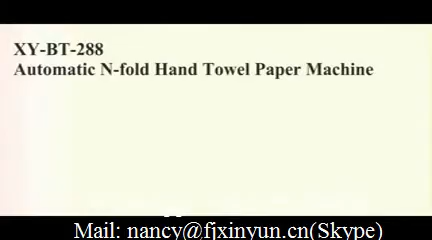 XY-BT-288
Automatic N-fold Hand Towel Paper Machine
Mail: nancy@fjxinyun.cn(Skype)